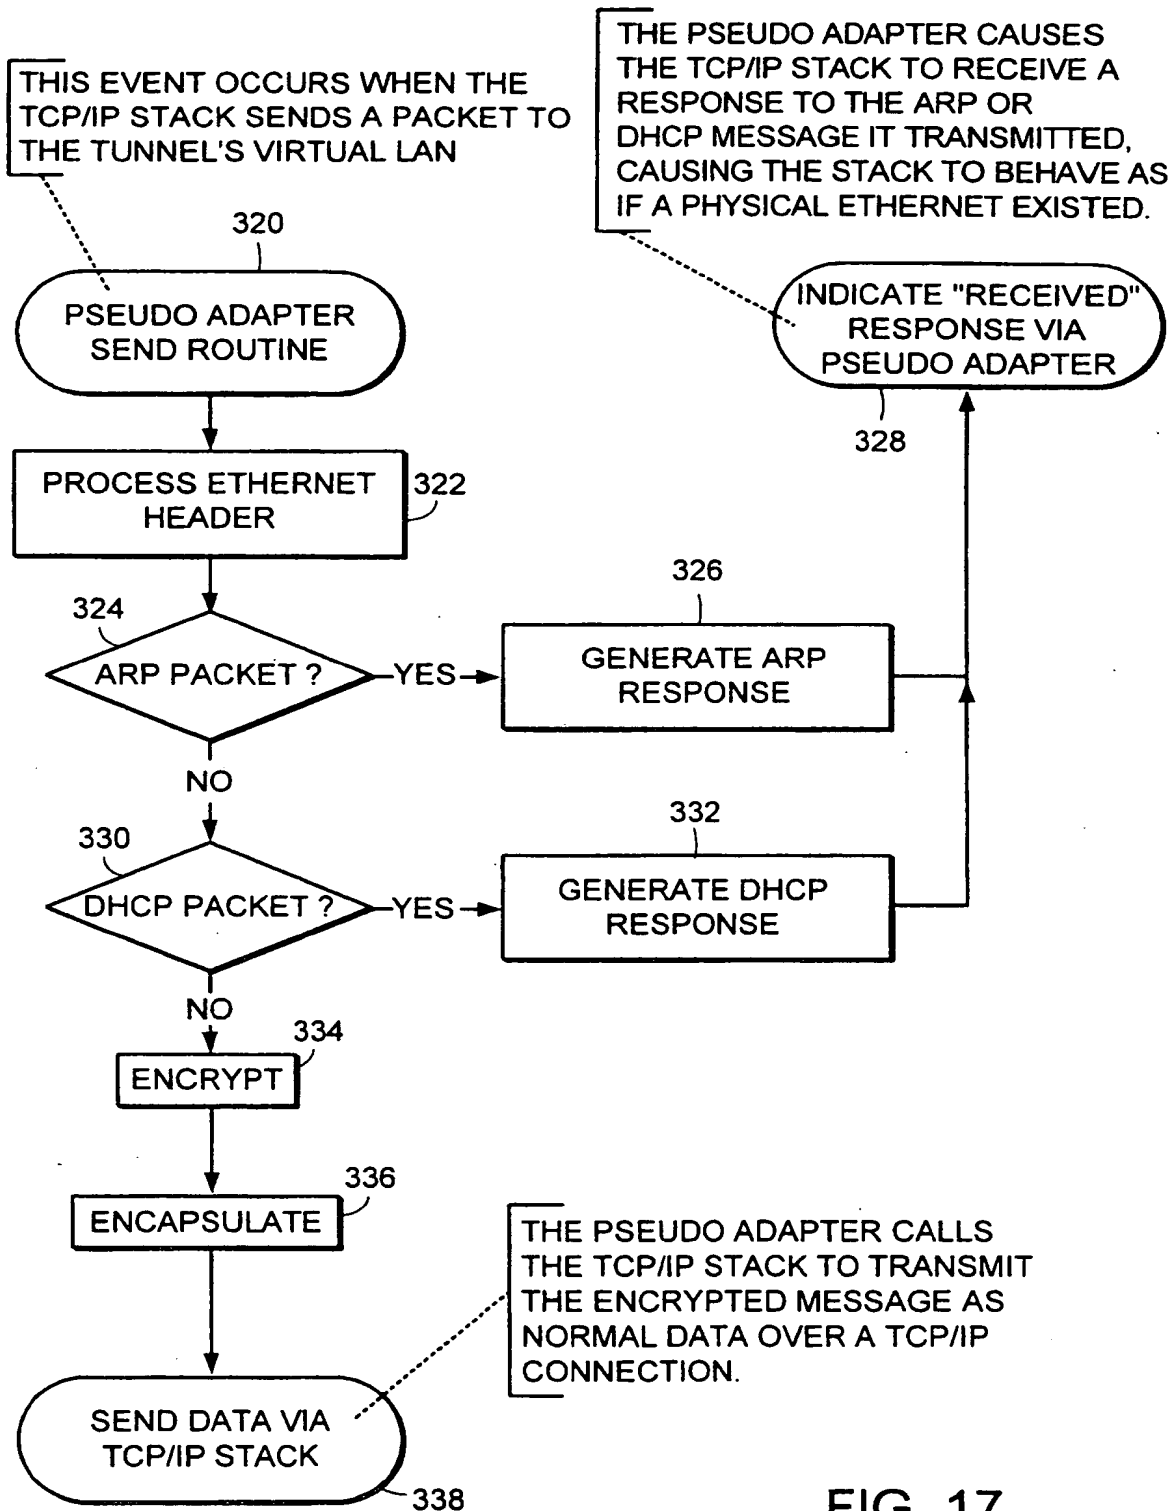 THIS EVENT OCCURS WHEN THE
TCP/IP STACK SENDS A PACKET TO
THE TUNNEL'S VIRTUAL LAN
THE PSEUDO ADAPTER CAUSES
THE TCP/IP STACK TO RECEIVE A
RESPONSE TO THE ARP OR
DHCP MESSAGE IT TRANSMITTED,
CAUSING THE STACK TO BEHAVE AS
IF A PHYSICAL ETHERNET EXISTED.
320
PSEUDO ADAPTER
SEND ROUTINE
INDICATE "RECEIVED"
RESPONSE VIA
PSEUDO ADAPTER
328
PROCESS ETHERNET
HEADER
322
324
ARP PACKET ?
YES
326
GENERATE ARP
RESPONSE
NO
330
DHCP PACKET ?
YES
332
GENERATE DHCP
RESPONSE
NO
334
ENCRYPT
336
ENCAPSULATE
THE PSEUDO ADAPTER CALLS
THE TCP/IP STACK TO TRANSMIT
THE ENCRYPTED MESSAGE AS
NORMAL DATA OVER A TCP/IP
CONNECTION.
SEND DATA VIA
TCP/IP STACK
338
FIG. 17